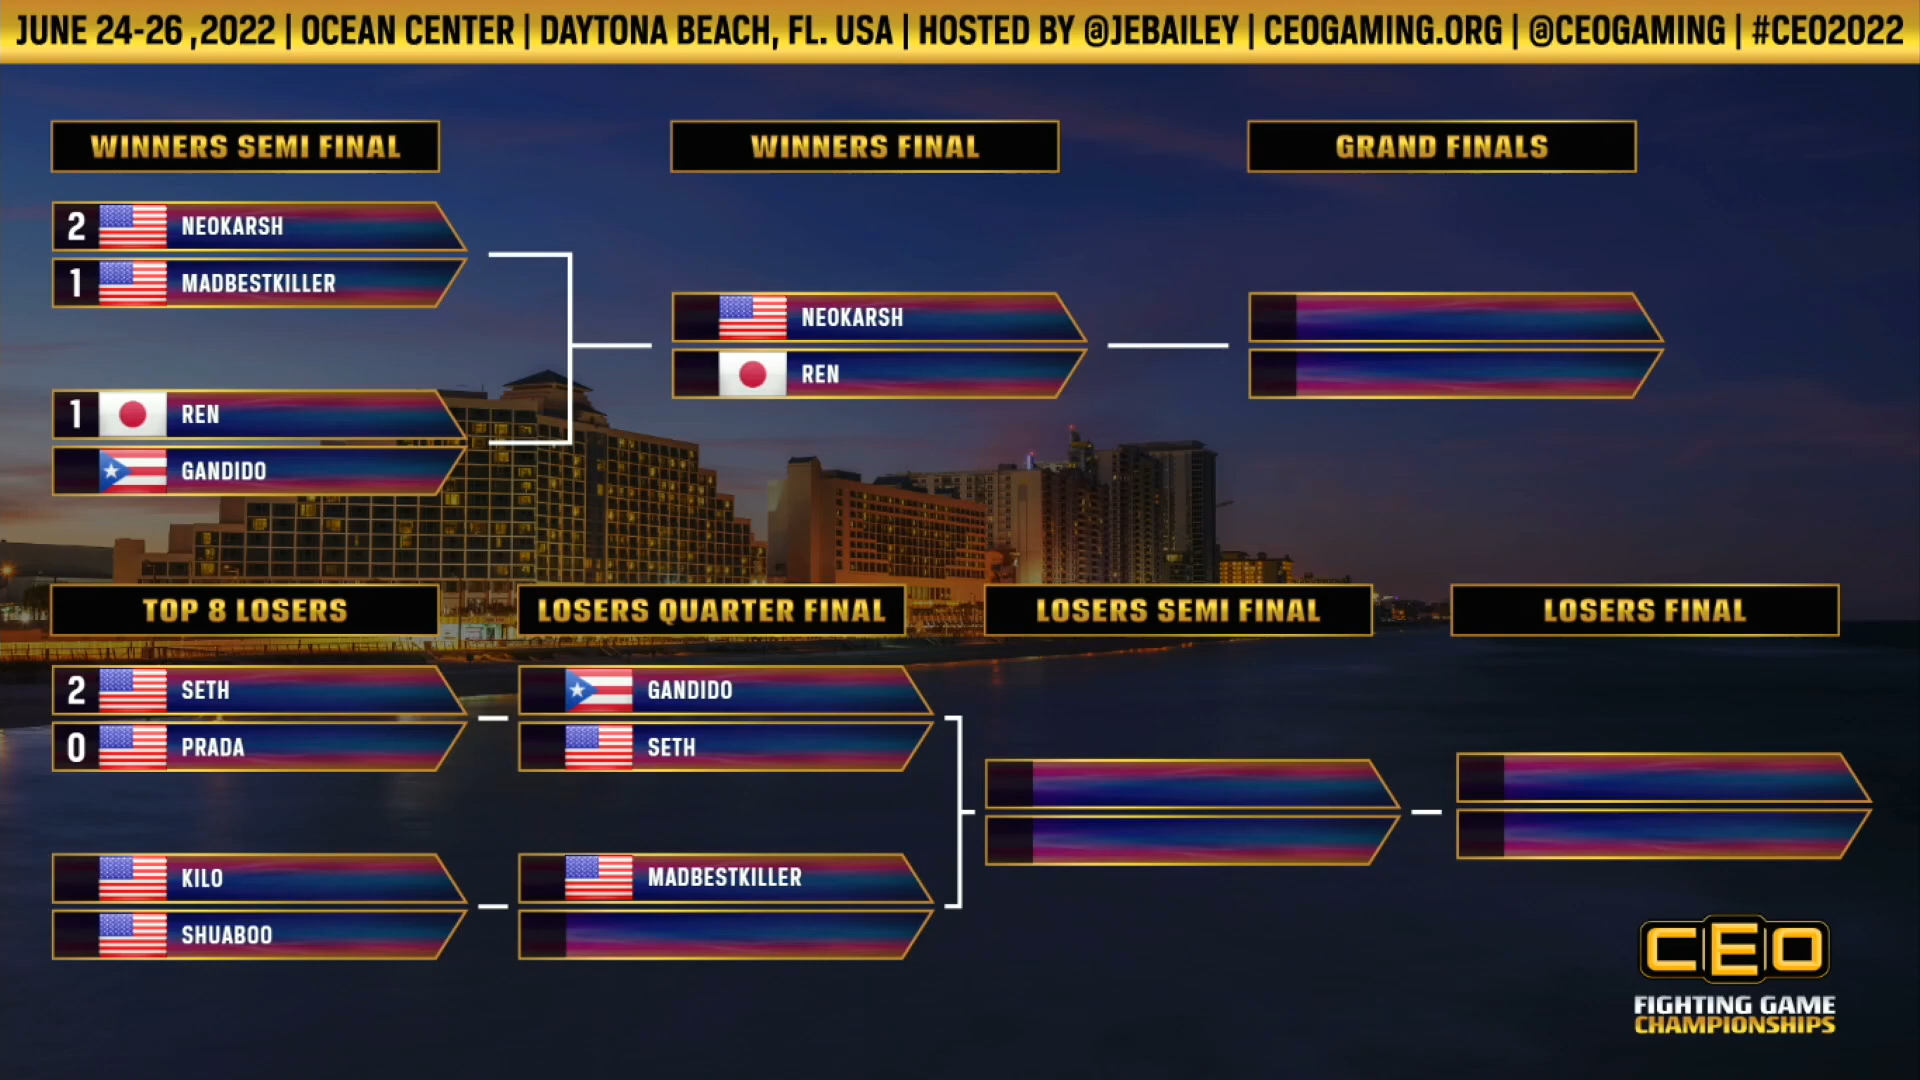 JUNE 24-26 ,2022 | OCEAN CENTER | DAYTONA BEACH, FL. USA | HOSTED BY @JEBAILEY | CEOGAMING.ORG | @CEOGAMING | #CEO2022
WINNERS SEMI FINAL
WINNERS FINAL
GRAND FINALS
2 NEOKARSH
1 MADBESTKILLER
NEOKARSH
REN
1 REN
GANDIDO
TOP 8 LOSERS
LOSERS QUARTER FINAL
LOSERS SEMI FINAL
LOSERS FINAL
2 SETH
0 PRADA
GANDIDO
SETH
KILO
SHUABOO
MADBESTKILLER
CEO
FIGHTING GAME
CHAMPIONSHIPS